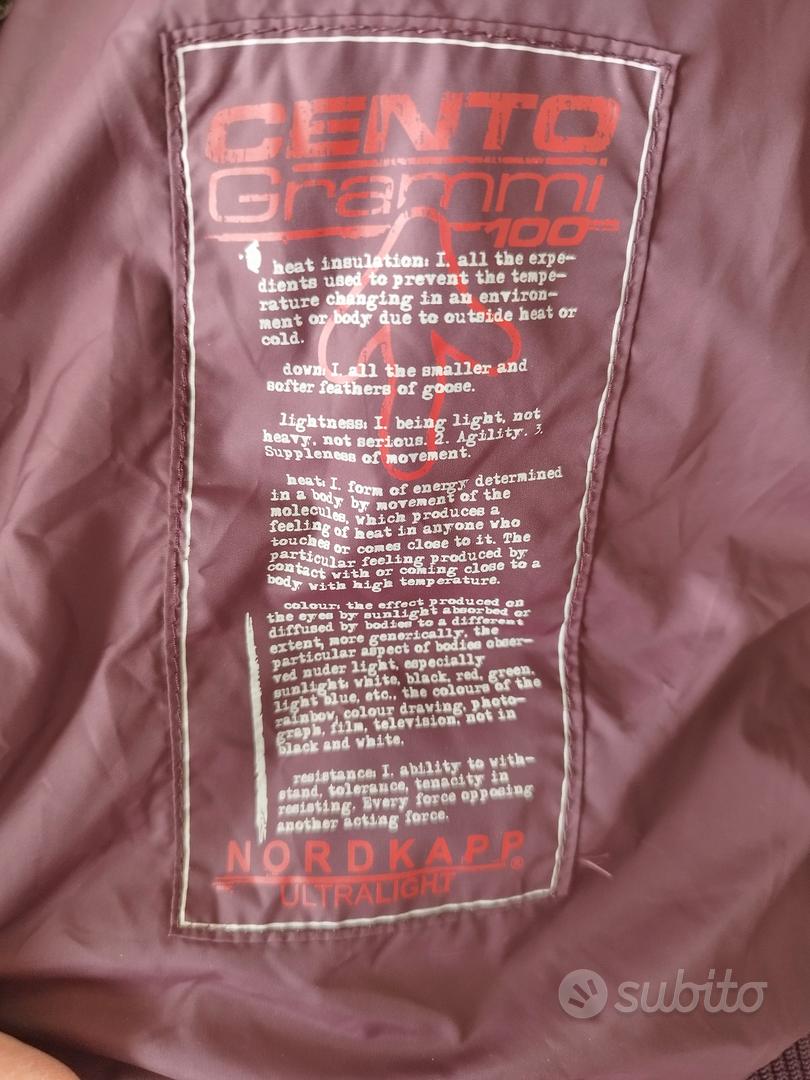 CENTO
Grammi
100
heat insulation: I. all the expe-
dients used to prevent the tempe-
rature changing in an environ-
ment or body due to outside heat or
cold.
down: I. all the smaller and
softer feathers of goose.
lightness: I. being light, not
heavy, not serious. 2. Agility. 3.
Suppleness of movement.
heat: I. form of energy determined
in a body by movement of the
molecules, which produces a
feeling of heat in anyone who
touches or comes close to it. The
particular feeling produced by
contact with or coming close to a
body with high temperature.
colour: the effect produced on
the eyes by sunlight absorbed or
diffused by bodies to a different
extent, more generically, the
particular aspect of bodies obser-
ved nuder light, especially
sunlight: white, black, red, green,
light blue, etc., the colours of the
rainbow, colour drawing, photo-
graph, film, television, not in
black and white.
resistance: I. ability to with-
stand, tolerance, tenacity in
resisting. Every force opposing
another acting force.
NORDKAPP®
ULTRALIGHT
subito